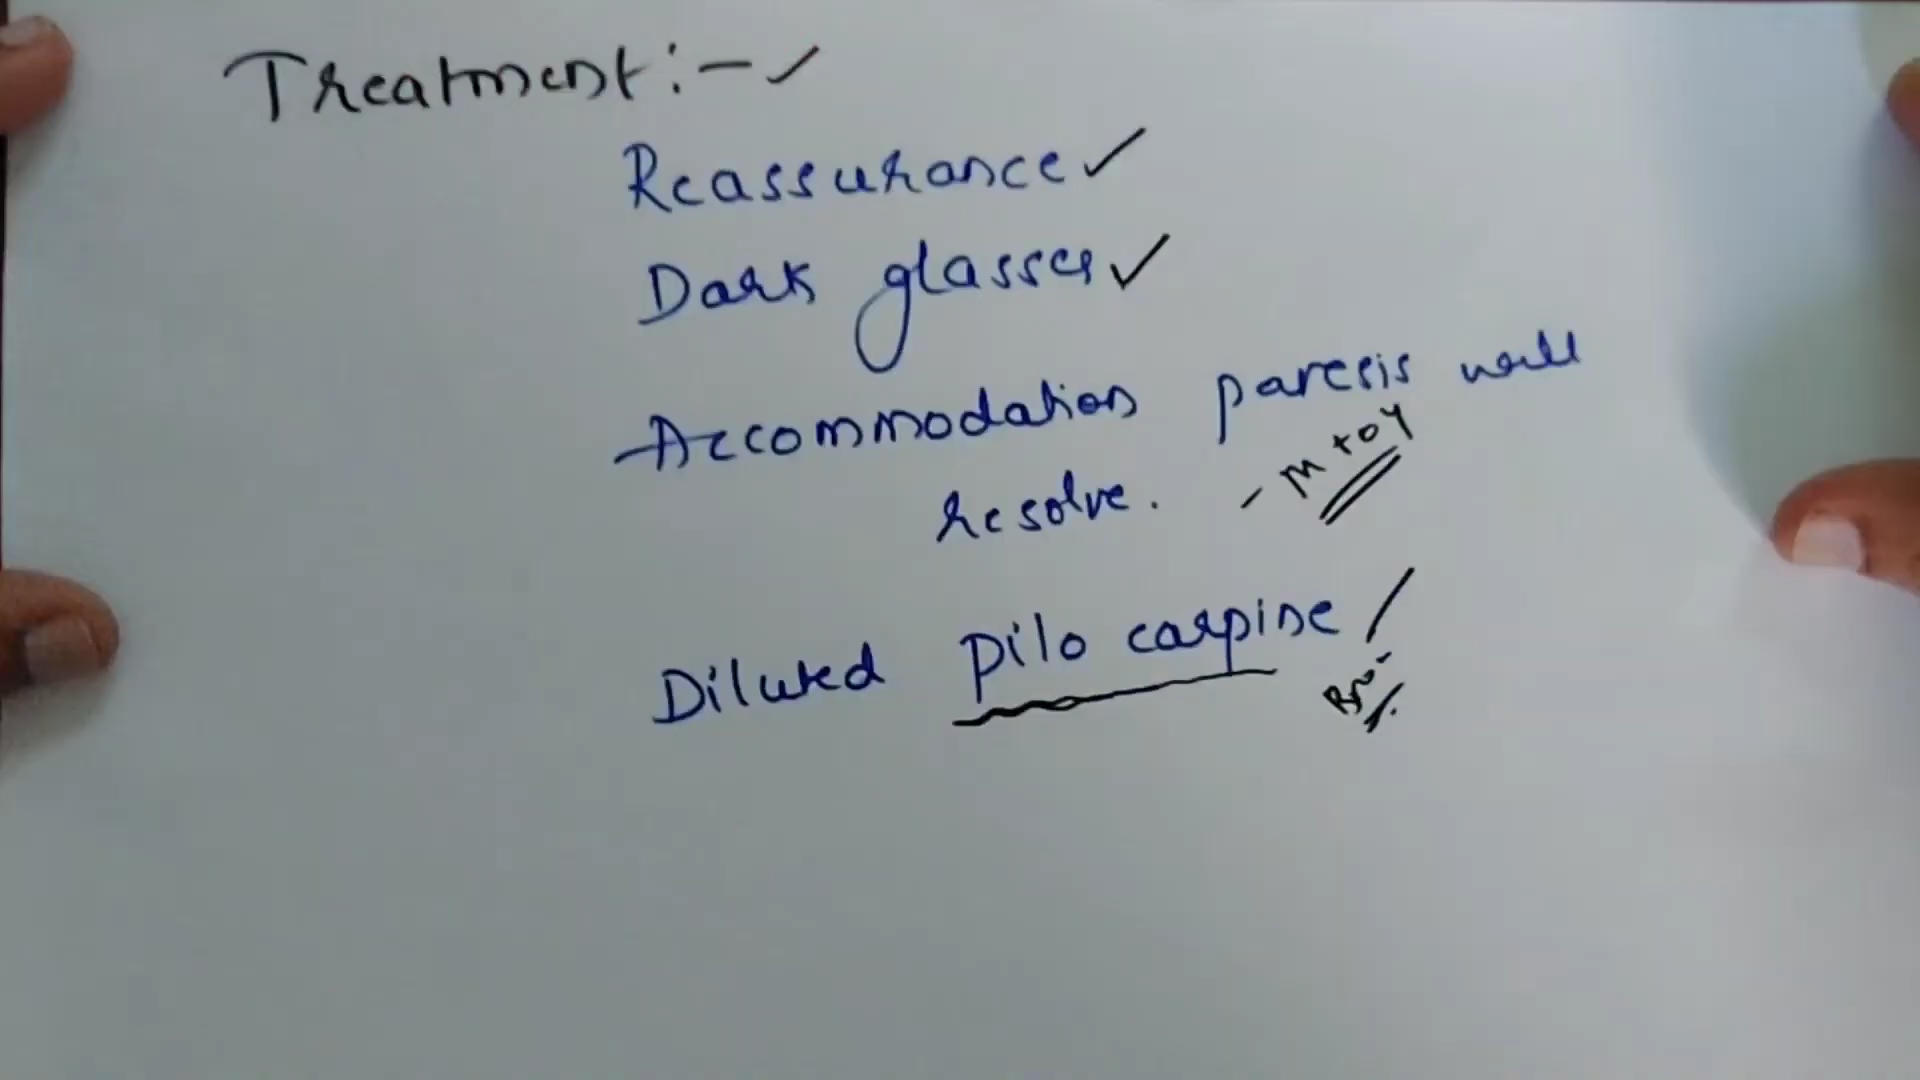 Treatment:-✓
Reassurance✓
Dark glasses✓
Accommodation paresis will
resolve. - M to Y
Diluted pilo carpine/